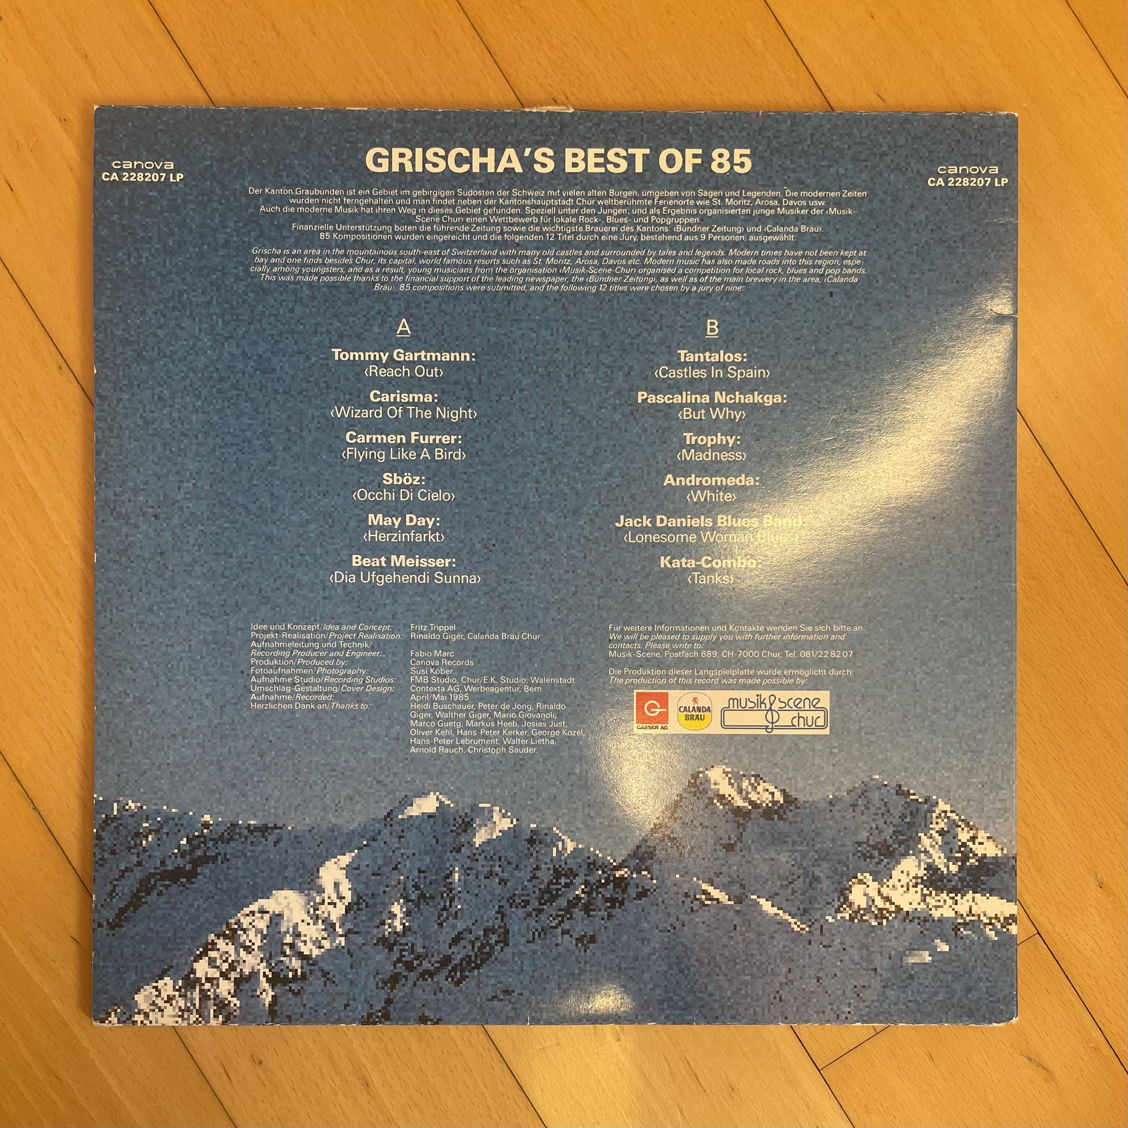 canova
CA 228207 LP
GRISCHA'S BEST OF 85
canova
CA 228207 LP
Der Kanton Graubünden ist ein Gebiet im gebirgigen Südosten der Schweiz mit vielen alten Burgen, umgeben von Sagen und Legenden. Die modernen Zeiten
wurden nicht ferngehalten und man findet neben der Kantonshauptstadt Chur weltberühmte Ferienorte wie St. Moritz, Arosa, Davos usw.
Auch die moderne Musik hat ihren Weg in dieses Gebiet gefunden. Speziell unter den Jungen; und als Ergebnis organisierten junge Musiker der ‹Musik-
Scene Chur› einen Wettbewerb für lokale Rock-, Blues- und Popgruppen.
Finanzielle Unterstützung boten die führende Zeitung sowie die wichtigste Brauerei des Kantons: ‹Bündner Zeitung› und ‹Calanda Bräu›.
85 Kompositionen wurden eingereicht und die folgenden 12 Titel durch eine Jury, bestehend aus 9 Personen, ausgewählt:
Grischa is an area in the mountainous south-east of Switzerland with many old castles and surrounded by tales and legends. Modern times have not been kept at
bay and one finds besides Chur, its capital, world famous resorts such as St. Moritz, Arosa, Davos etc. Modern music has also made roads into this region, espe-
cially among youngsters, and as a result, young musicians from the organisation ‹Musik-Scene-Chur› organised a competition for local rock, blues and pop bands.
This was made possible thanks to the financial support of the leading newspaper, the ‹Bündner Zeitung›, as well as of the main brewery in the area, ‹Calanda
Bräu›. 85 compositions were submitted, and the following 12 titles were chosen by a jury of nine:
A
Tommy Gartmann:
‹Reach Out›
Carisma:
‹Wizard Of The Night›
Carmen Furrer:
‹Flying Like A Bird›
Sböz:
‹Occhi Di Cielo›
May Day:
‹Herzinfarkt›
Beat Meisser:
‹Dia Ufgehendi Sunna›
B
Tantalos:
‹Castles In Spain›
Pascalina Nchakga:
‹But Why›
Trophy:
‹Madness›
Andromeda:
‹White›
Jack Daniels Blues Band:
‹Lonesome Woman Blues›
Kata-Combo:
‹Tanks›
Idee und Konzept/Idea and Concept: Fritz Trippel
Projekt-Realisation/Project Realisation: Rinaldo Giger, Calanda Bräu Chur
Aufnahmeleitung und Technik/
Recording Producer and Engineer: Fabio Marc
Produktion/Produced by: Canova Records
Fotoaufnahmen/Photography: Susi Kober
Aufnahme Studio/Recording Studios: FMB Studio, Chur/E.K. Studio, Walenstadt
Umschlag-Gestaltung/Cover Design: Contexta AG, Werbeagentur, Bern
Aufnahme/Recorded: April/Mai 1985
Herzlichen Dank an/Thanks to: Heidi Buschauer, Peter de Jong, Rinaldo
Giger, Walther Giger, Mario Giovanoli,
Marco Guetg, Markus Heeb, Josias Just,
Oliver Kehl, Hans-Peter Kerker, George Kozel,
Hans-Peter Lebrument, Walter Lietha,
Arnold Rauch, Christoph Sauder.
Für weitere Informationen und Kontakte wenden Sie sich bitte an:
We will be pleased to supply you with further information and
contacts. Please write to:
Musik-Scene, Postfach 689, CH-7000 Chur, Tel. 081/22 82 07
Die Produktion dieser Langspielplatte wurde ermöglicht durch:
The production of this record was made possible by:
GASSER AG
CALANDA
BRÄU
musik scene
chur